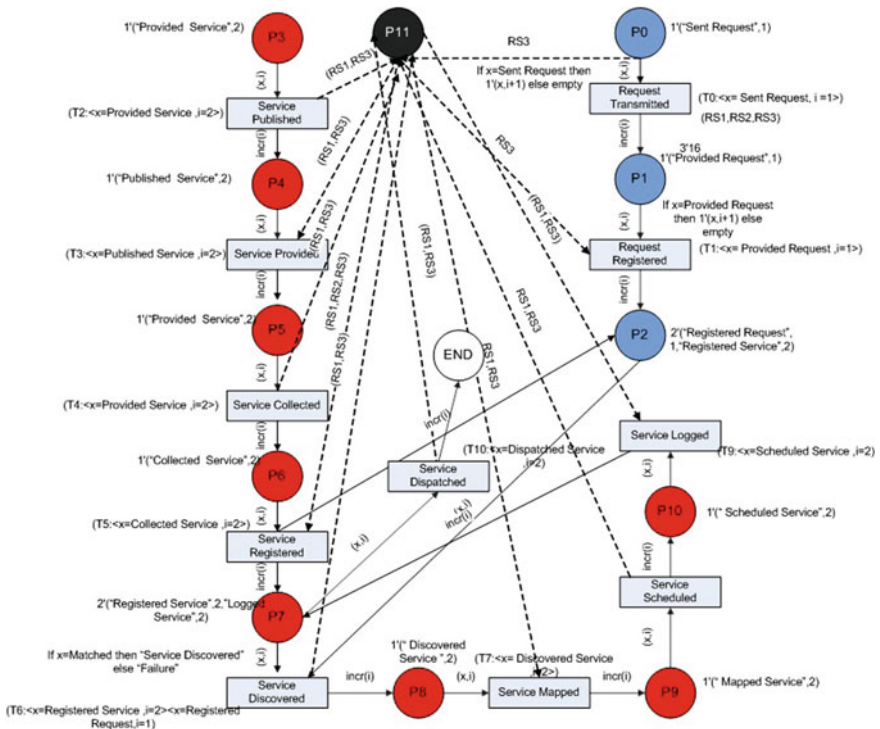 1'("Provided Service",2)
P3
P11
P0
1'("Sent Request",1)
RS3
(x,i)
(RS1,RS3)
If x=Sent Request then
1'(x,i+1) else empty
(x,i)
(T2:<x=Provided Service ,i=2>)
Service
Published
Request
Transmitted
(T0:<x= Sent Request, i =1>)
(RS1,RS2,RS3)
incr(i)
(RS1,RS3)
RS3
incr(i)
3'16
1'("Provided Request",1)
1'("Published Service",2)
P4
P1
(x,i)
(RS1,RS3)
(RS1,RS3)
(x,i)
If x=Provided Request
then 1'(x,i+1) else
empty
(T3:<x=Published Service ,i=2>)
Service Provided
(RS1,RS3)
Request
Registered
(T1:<x= Provided Request ,i=1>)
incr(i)
(RS1,RS2,RS3)
RS1,RS3
incr(i)
1'("Provided Service",2)
P5
P2
2'("Registered Request",
1,"Registered Service",2)
(x,i)
(RS1,RS3)
END
RS1,RS3
(T4:<x=Provided Service ,i=2>)
Service Collected
incr(i)
incr(i)
Service Logged
(T9:<x=Scheduled Service ,i=2)
1'("Collected Service",2)
P6
Service
Dispatched
(T10:<x=Dispatched Service
,i=2)
(x,i)
(x,i)
(x,i)
incr(i)
P10
1'(" Scheduled Service",2)
(T5:<x=Collected Service ,i=2>)
Service
Registered
(x,i)
incr(i)
incr(i)
Service
Scheduled
2'("Registered Service",2,"Logged
Service",2)
P7
(x,i)
If x=Matched then "Service Discovered"
else "Failure"
(x,i)
1'(" Discovered
Service ",2)
(T7:<x= Discovered Service
,i=2>)
Service
Discovered
incr(i)
P8
(x,i)
Service Mapped
incr(i)
P9
1'(" Mapped Service",2)
(T6:<x=Registered Service ,i=2><x=Registered
Request,i=1)